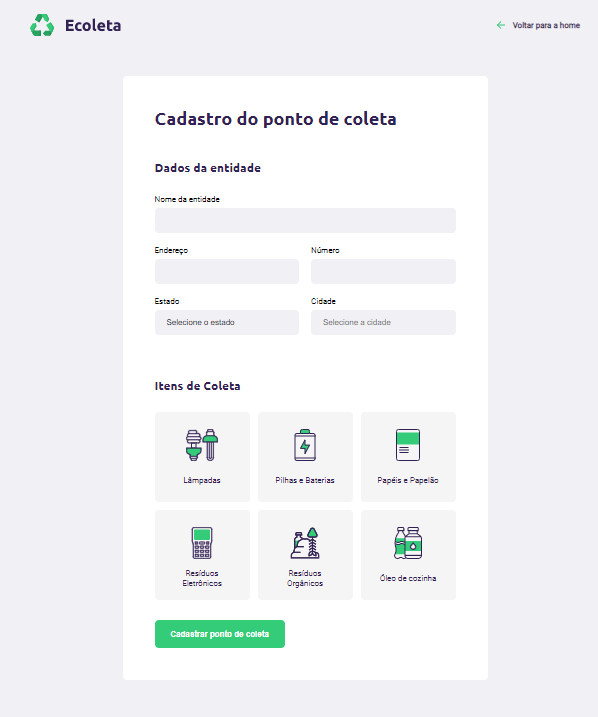 Ecoleta
Voltar para a home
Cadastro do ponto de coleta
Dados da entidade
Nome da entidade
Endereço
Número
Estado
Cidade
Selecione o estado
Selecione a cidade
Itens de Coleta
Lâmpadas
Pilhas e Baterias
Papéis e Papelão
Resíduos
Eletrônicos
Resíduos
Orgânicos
Óleo de cozinha
Cadastrar ponto de coleta